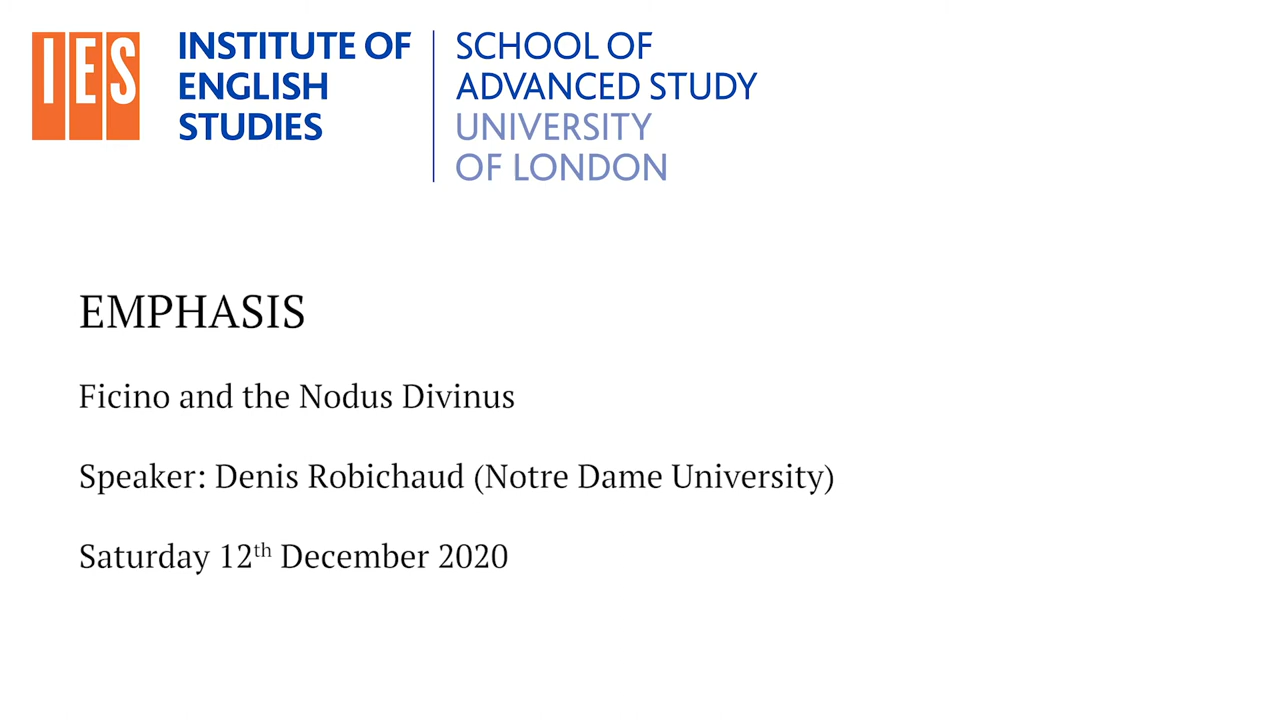 IES
INSTITUTE OF
ENGLISH
STUDIES
SCHOOL OF
ADVANCED STUDY
UNIVERSITY
OF LONDON
EMPHASIS
Ficino and the Nodus Divinus
Speaker: Denis Robichaud (Notre Dame University)
Saturday 12th December 2020